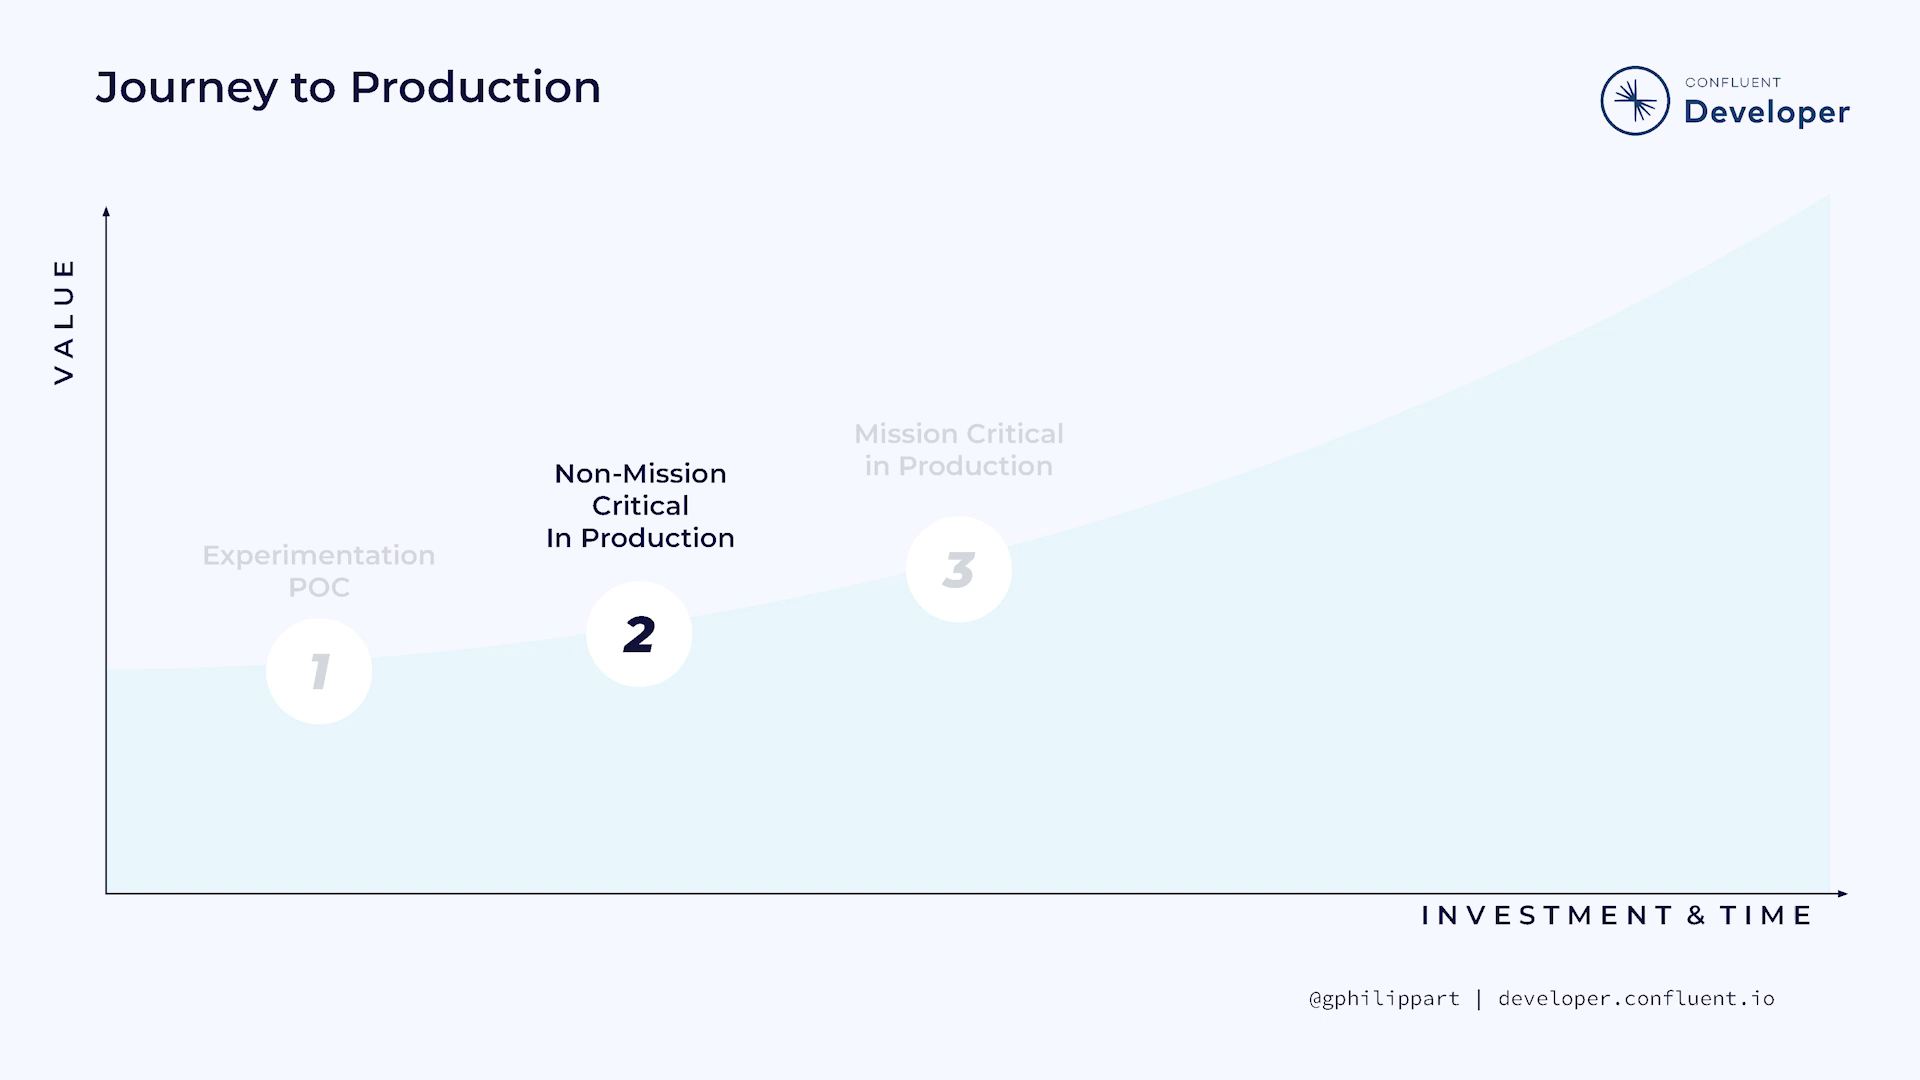 Journey to Production
CONFLUENT
Developer
VALUE
Mission Critical
in Production
Non-Mission
Critical
In Production
Experimentation
POC
1
2
3
INVESTMENT & TIME
@gphilippart | developer.confluent.io